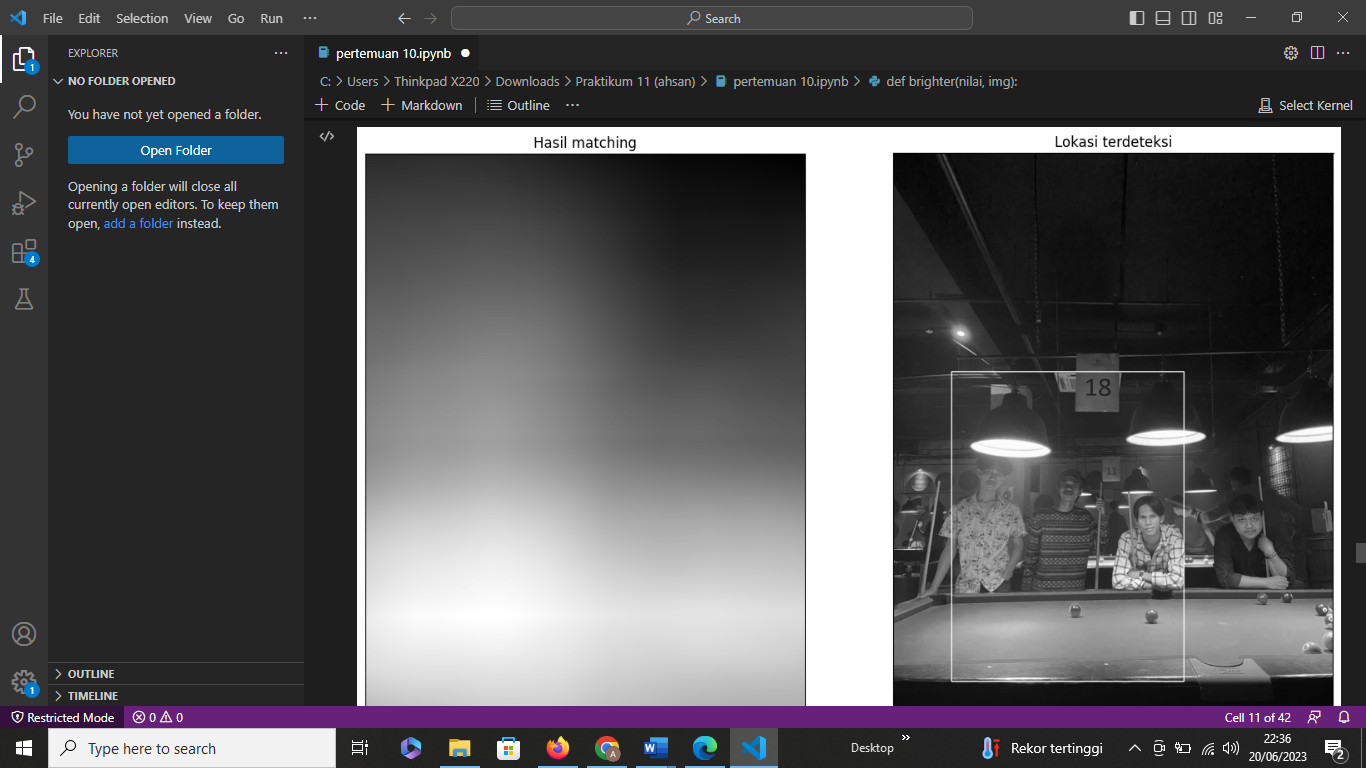 File Edit Selection View Go Run ···
Search
EXPLORER ···
pertemuan 10.ipynb
NO FOLDER OPENED
You have not yet opened a folder.
Open Folder
Opening a folder will close all
currently open editors. To keep them
open, add a folder instead.
C: > Users > Thinkpad X220 > Downloads > Praktikum 11 (ahsan) > pertemuan 10.ipynb > def brighter(nilai, img):
+ Code + Markdown Outline ··· Select Kernel
Hasil matching
Lokasi terdeteksi
18
11
1
4
1
OUTLINE
TIMELINE
Restricted Mode 0 0 Cell 11 of 42
Type here to search
Desktop
Rekor tertinggi
22:36
20/06/2023
2